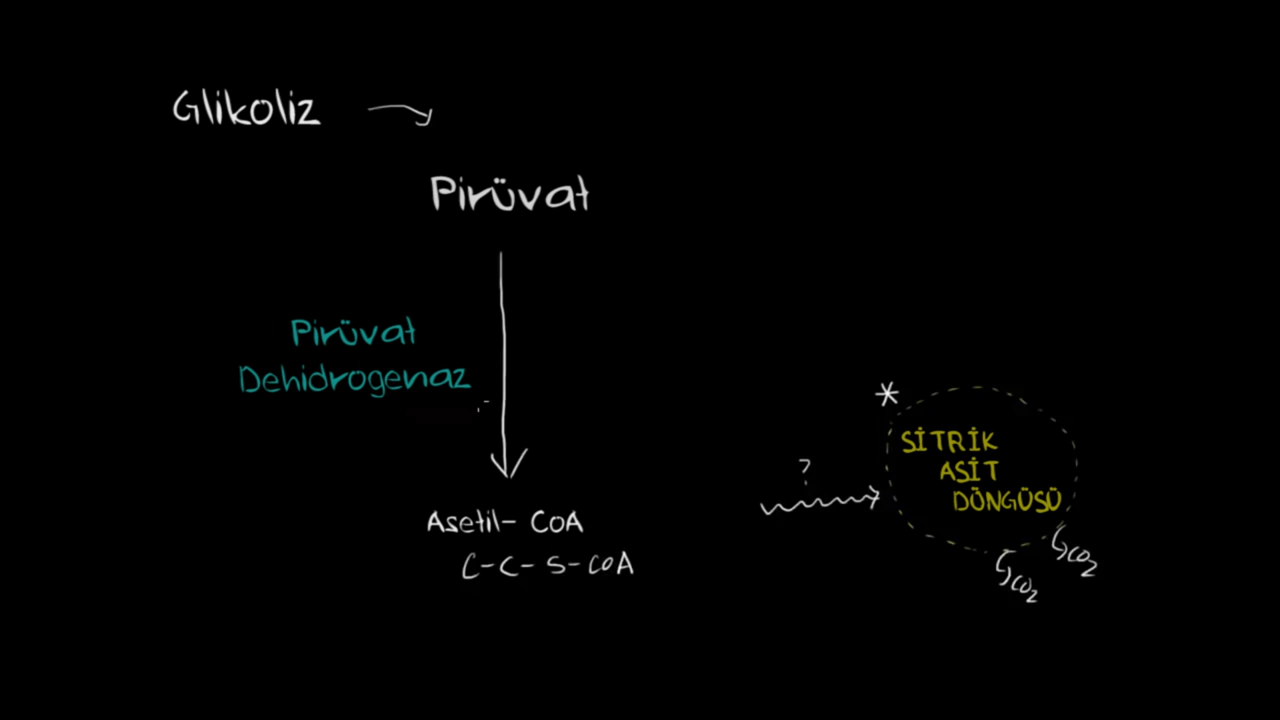 Glikoliz
Pirüvat
Pirüvat
Dehidrogenaz
Asetil- CoA
C-C-S-CoA
?
*
SİTRİK
ASİT
DÖNGÜSÜ
CO2
CO2